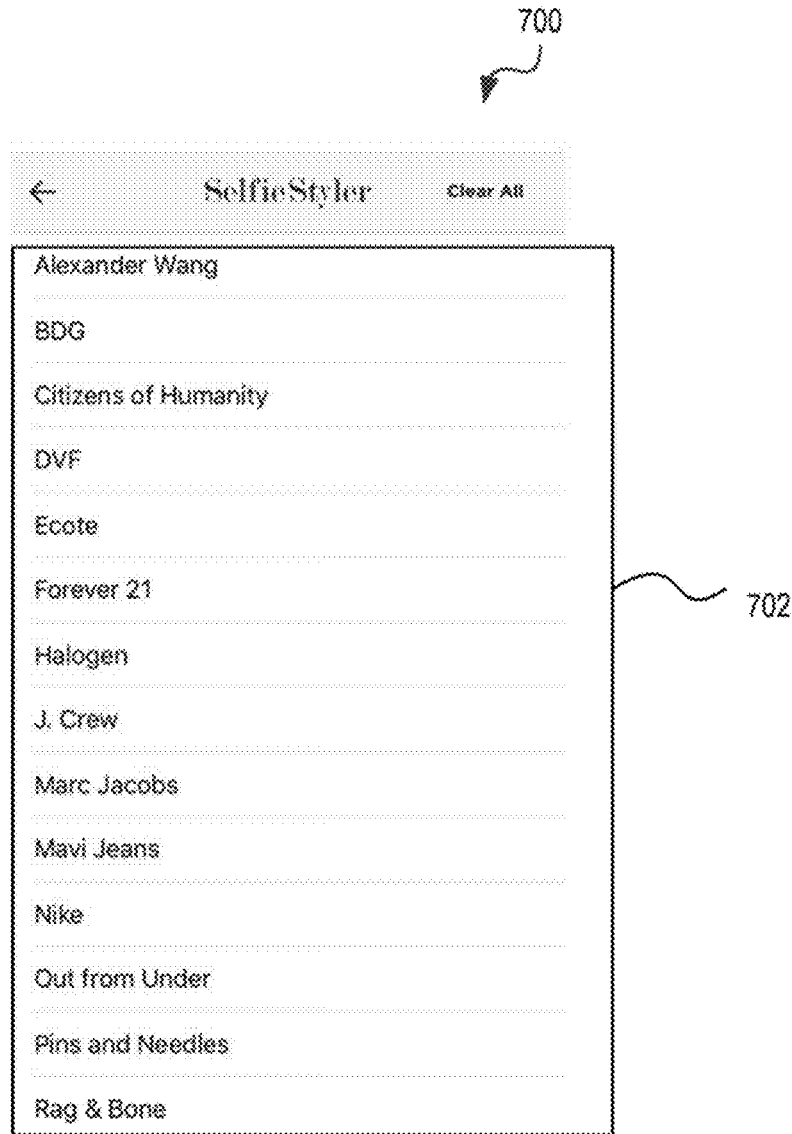 700
← SelfieStyler Clear All
Alexander Wang
BDG
Citizens of Humanity
DVF
Ecote
Forever 21
Halogen
702
J. Crew
Marc Jacobs
Mavi Jeans
Nike
Out from Under
Pins and Needles
Rag & Bone